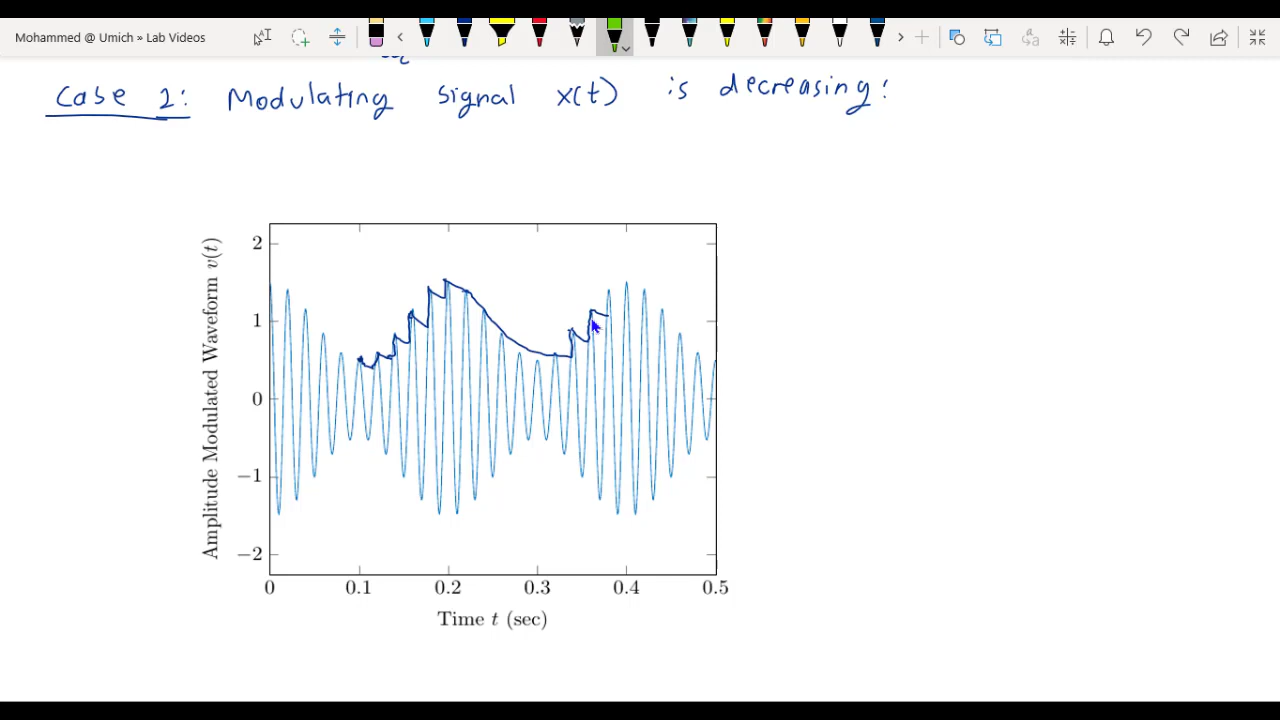 Mohammed @ Umich » Lab Videos
Case 2: Modulating signal x(t) is decreasing:
Amplitude Modulated Waveform v(t)
2
1
0
−1
−2
0 0.1 0.2 0.3 0.4 0.5
Time t (sec)